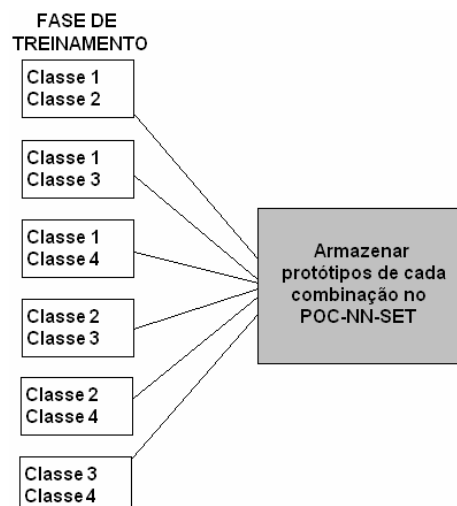 FASE DE
TREINAMENTO
Classe 1
Classe 2
Classe 1
Classe 3
Classe 1
Classe 4
Classe 2
Classe 3
Classe 2
Classe 4
Classe 3
Classe 4
Armazenar
protótipos de cada
combinação no
POC-NN-SET